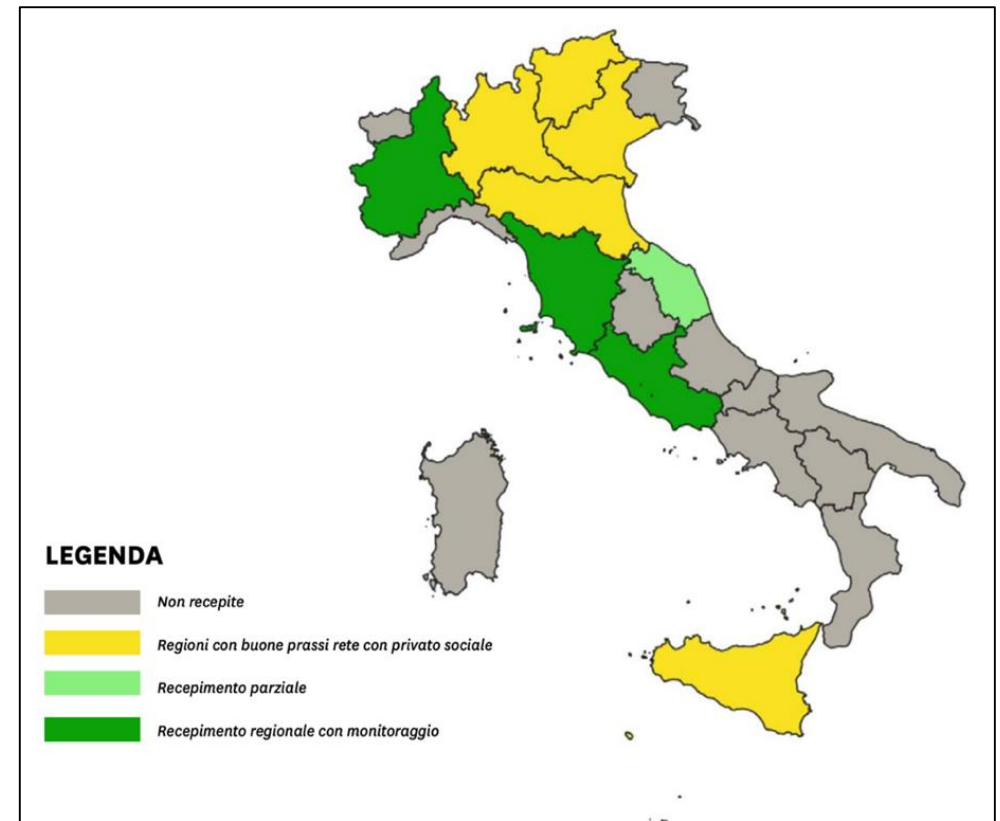 LEGENDA
Non recepite
Regioni con buone prassi rete con privato sociale
Recepimento parziale
Recepimento regionale con monitoraggio